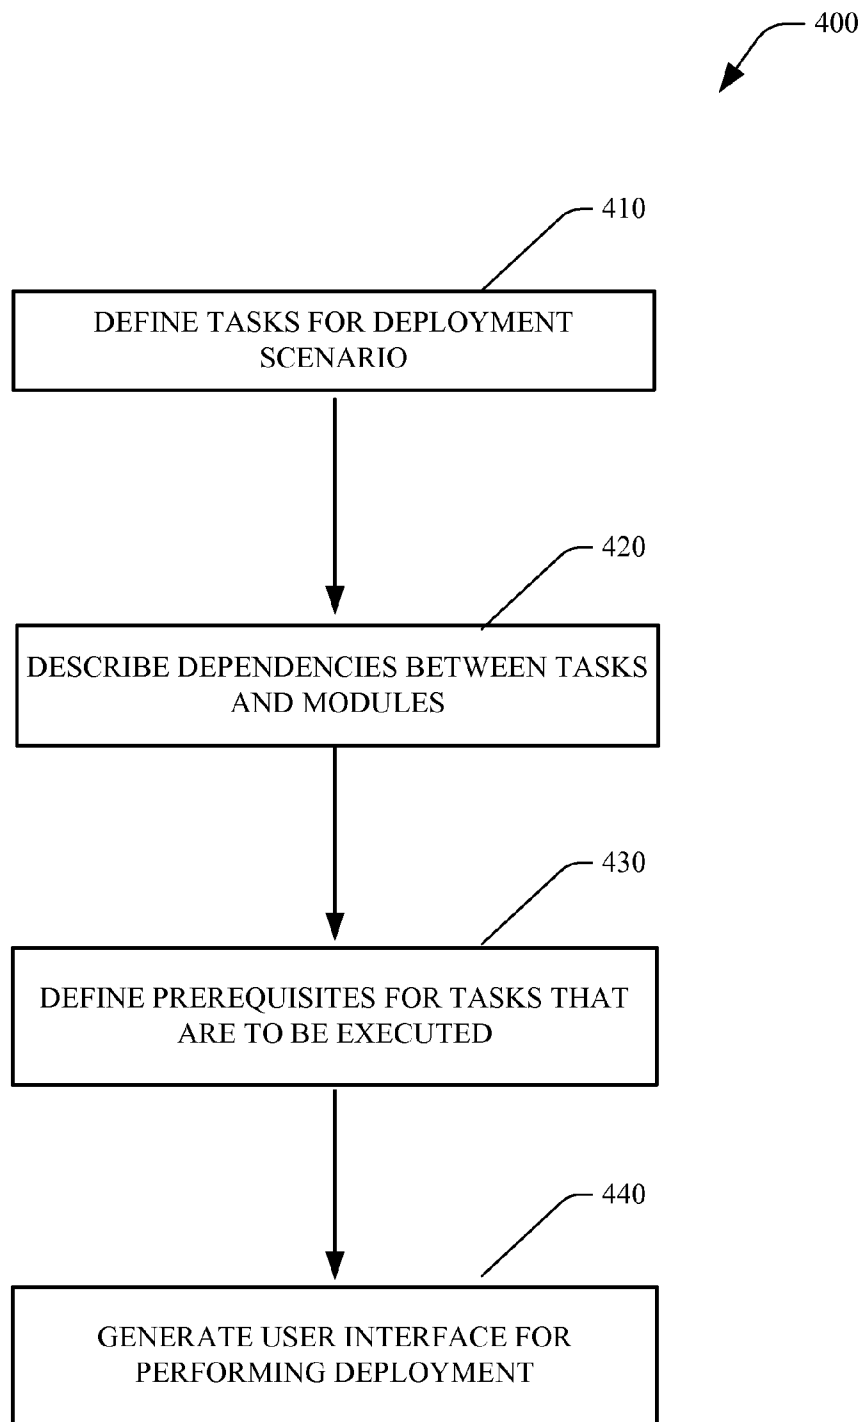 400
410
DEFINE TASKS FOR DEPLOYMENT
SCENARIO
420
DESCRIBE DEPENDENCIES BETWEEN TASKS
AND MODULES
430
DEFINE PREREQUISITES FOR TASKS THAT
ARE TO BE EXECUTED
440
GENERATE USER INTERFACE FOR
PERFORMING DEPLOYMENT